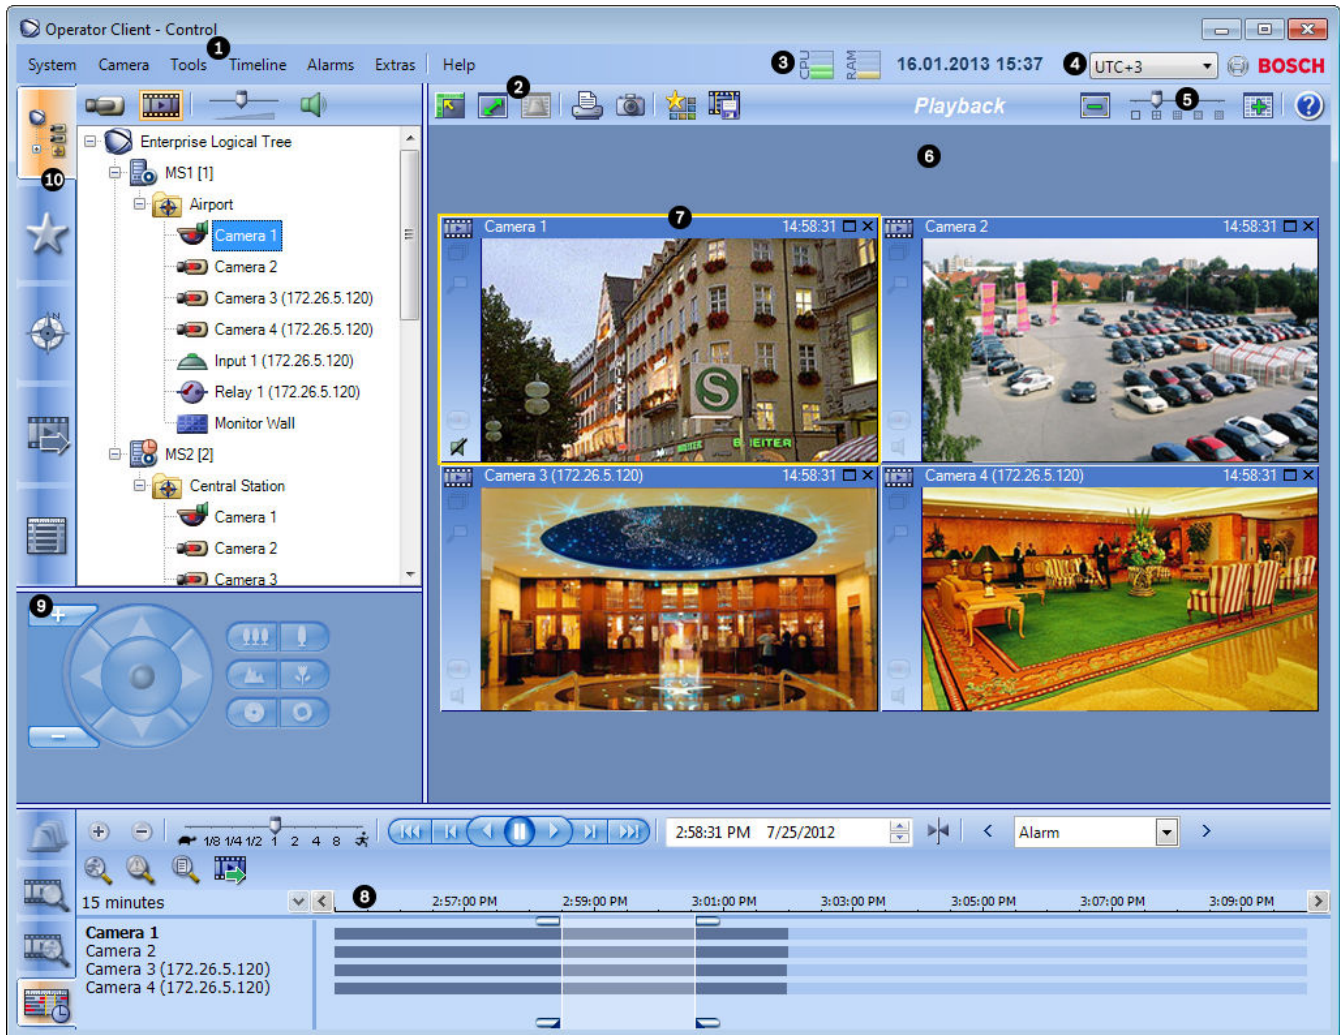 Operator Client - Control
1
System Camera Tools Timeline Alarms Extras Help
3 CPU RAM 16.01.2013 15:37 4 UTC+3 BOSCH
2
Playback
5
?
6
10
Enterprise Logical Tree
MS1 [1]
Airport
Camera 1
Camera 2
Camera 3 (172.26.5.120)
Camera 4 (172.26.5.120)
Input 1 (172.26.5.120)
Relay 1 (172.26.5.120)
Monitor Wall
MS2 [2]
Central Station
Camera 1
Camera 2
Camera 3
7
Camera 1 14:58:31
S
Camera 2 14:58:31
Camera 3 (172.26.5.120) 14:58:31
Camera 4 (172.26.5.120) 14:58:31
9
1/8 1/4 1/2 1 2 4 8
2:58:31 PM 7/25/2012
Alarm
15 minutes
8
2:57:00 PM 2:59:00 PM 3:01:00 PM 3:03:00 PM 3:05:00 PM 3:07:00 PM 3:09:00 PM
Camera 1
Camera 2
Camera 3 (172.26.5.120)
Camera 4 (172.26.5.120)